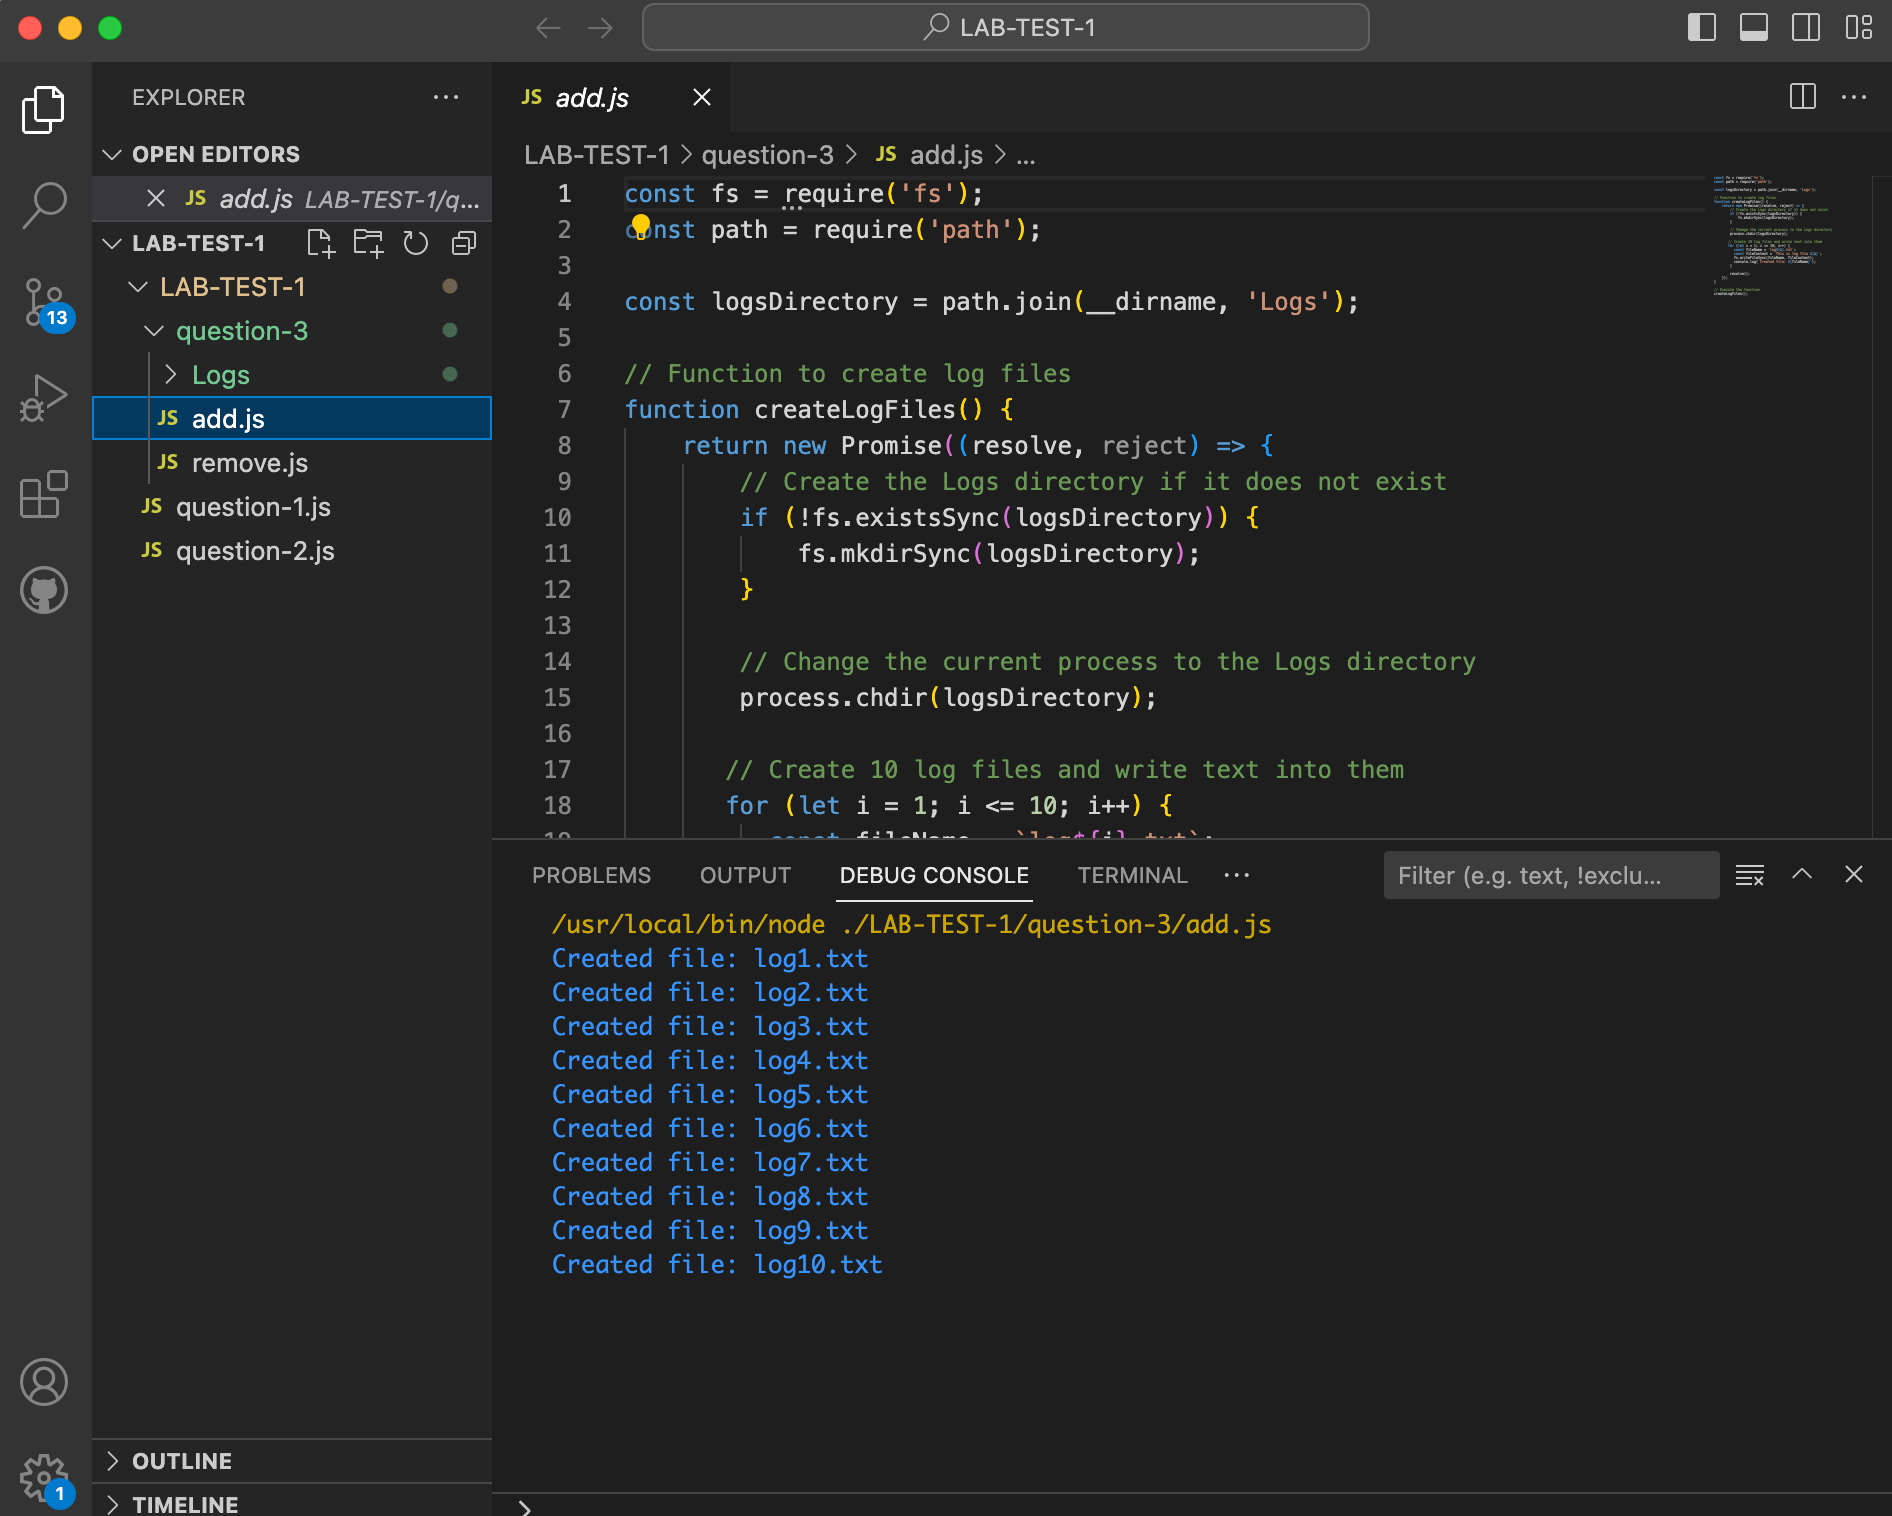 LAB-TEST-1
EXPLORER
OPEN EDITORS
JS add.js LAB-TEST-1/q...
LAB-TEST-1
LAB-TEST-1
question-3
Logs
JS add.js
JS remove.js
JS question-1.js
JS question-2.js
13
1
OUTLINE
TIMELINE
JS add.js
LAB-TEST-1 > question-3 > JS add.js > ...
1 const fs = require('fs');
2 const path = require('path');
3
4 const logsDirectory = path.join(__dirname, 'Logs');
5
6 // Function to create log files
7 function createLogFiles() {
8 return new Promise((resolve, reject) => {
9 // Create the Logs directory if it does not exist
10 if (!fs.existsSync(logsDirectory)) {
11 fs.mkdirSync(logsDirectory);
12 }
13
14 // Change the current process to the Logs directory
15 process.chdir(logsDirectory);
16
17 // Create 10 log files and write text into them
18 for (let i = 1; i <= 10; i++) {
19 const fileName = `log${i}.txt`;
PROBLEMS OUTPUT DEBUG CONSOLE TERMINAL
Filter (e.g. text, !exclu...
/usr/local/bin/node ./LAB-TEST-1/question-3/add.js
Created file: log1.txt
Created file: log2.txt
Created file: log3.txt
Created file: log4.txt
Created file: log5.txt
Created file: log6.txt
Created file: log7.txt
Created file: log8.txt
Created file: log9.txt
Created file: log10.txt